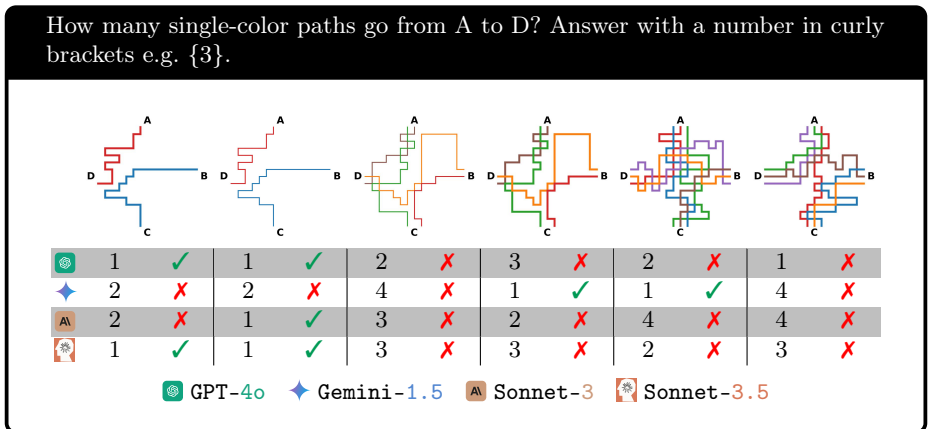 How many single-color paths go from A to D? Answer with a number in curly
brackets e.g. {3}.
A A A A A A
D B D B D B D B D B D B
C C C C C C
1 ✓ 1 ✓ 2 ✗ 3 ✗ 2 ✗ 1 ✗
2 ✗ 2 ✗ 4 ✗ 1 ✓ 1 ✓ 4 ✗
A\ 2 ✗ 1 ✓ 3 ✗ 2 ✗ 4 ✗ 4 ✗
1 ✓ 1 ✓ 3 ✗ 3 ✗ 2 ✗ 3 ✗
GPT-4o Gemini-1.5 A\ Sonnet-3 Sonnet-3.5